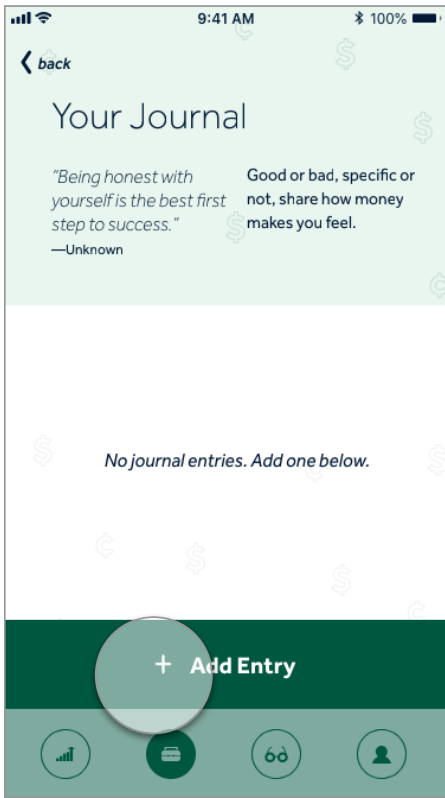 9:41 AM
100%
back
Your Journal
"Being honest with
yourself is the best first
step to success."
—Unknown
Good or bad, specific or
not, share how money
makes you feel.
No journal entries. Add one below.
+ Add Entry